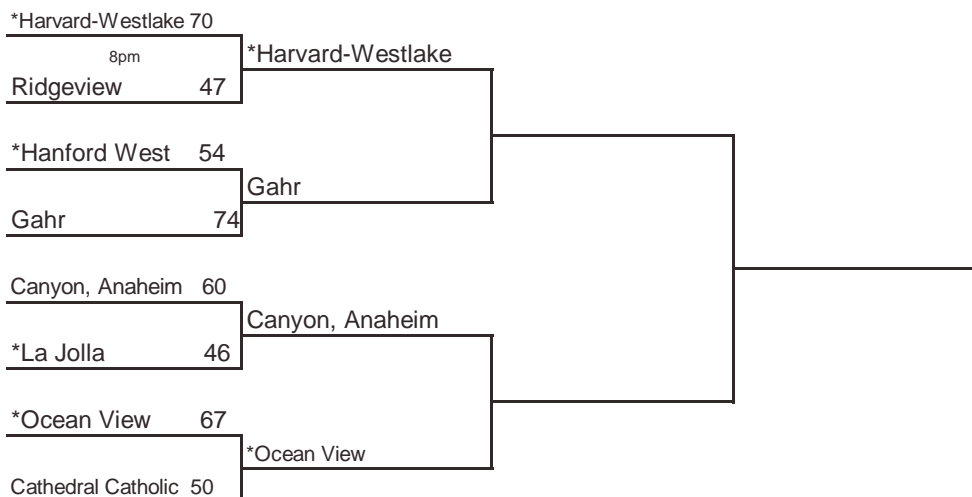 *Harvard-Westlake 70
8pm
*Harvard-Westlake
Ridgeview 47
*Hanford West 54
Gahr
Gahr 74
Canyon, Anaheim 60
Canyon, Anaheim
*La Jolla 46
*Ocean View 67
*Ocean View
Cathedral Catholic 50